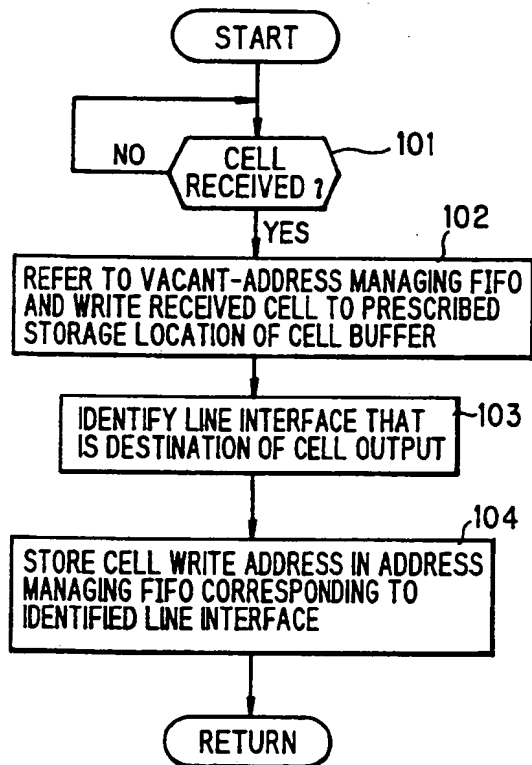 START
NO
CELL
RECEIVED ?
101
YES
102
REFER TO VACANT-ADDRESS MANAGING FIFO
AND WRITE RECEIVED CELL TO PRESCRIBED
STORAGE LOCATION OF CELL BUFFER
IDENTIFY LINE INTERFACE THAT
IS DESTINATION OF CELL OUTPUT
103
104
STORE CELL WRITE ADDRESS IN ADDRESS
MANAGING FIFO CORRESPONDING TO
IDENTIFIED LINE INTERFACE
RETURN